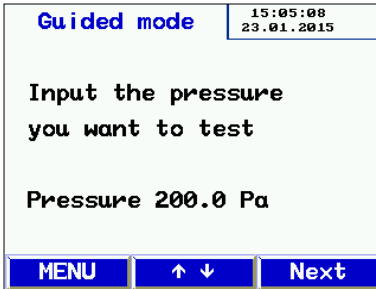 Guided mode
15:05:08
23.01.2015
Input the pressure
you want to test
Pressure 200.0 Pa
MENU ↑ ↓ Next